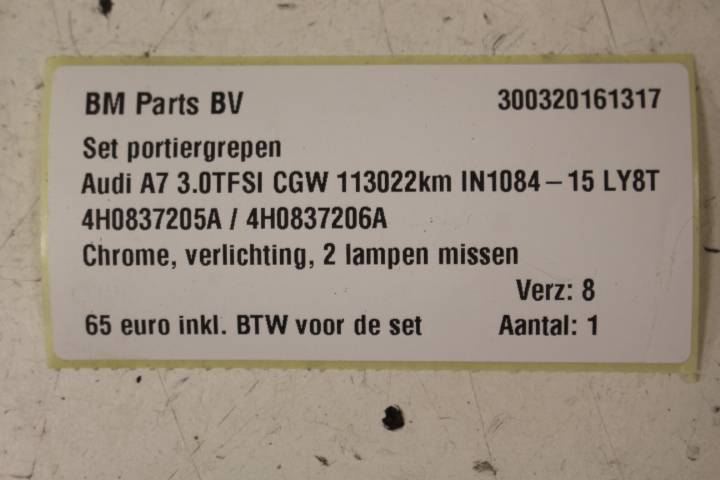 BM Parts BV 300320161317
Set portiergrepen
Audi A7 3.0TFSI CGW 113022km IN1084 – 15 LY8T
4H0837205A / 4H0837206A
Chrome, verlichting, 2 lampen missen
Verz: 8
65 euro inkl. BTW voor de set Aantal: 1